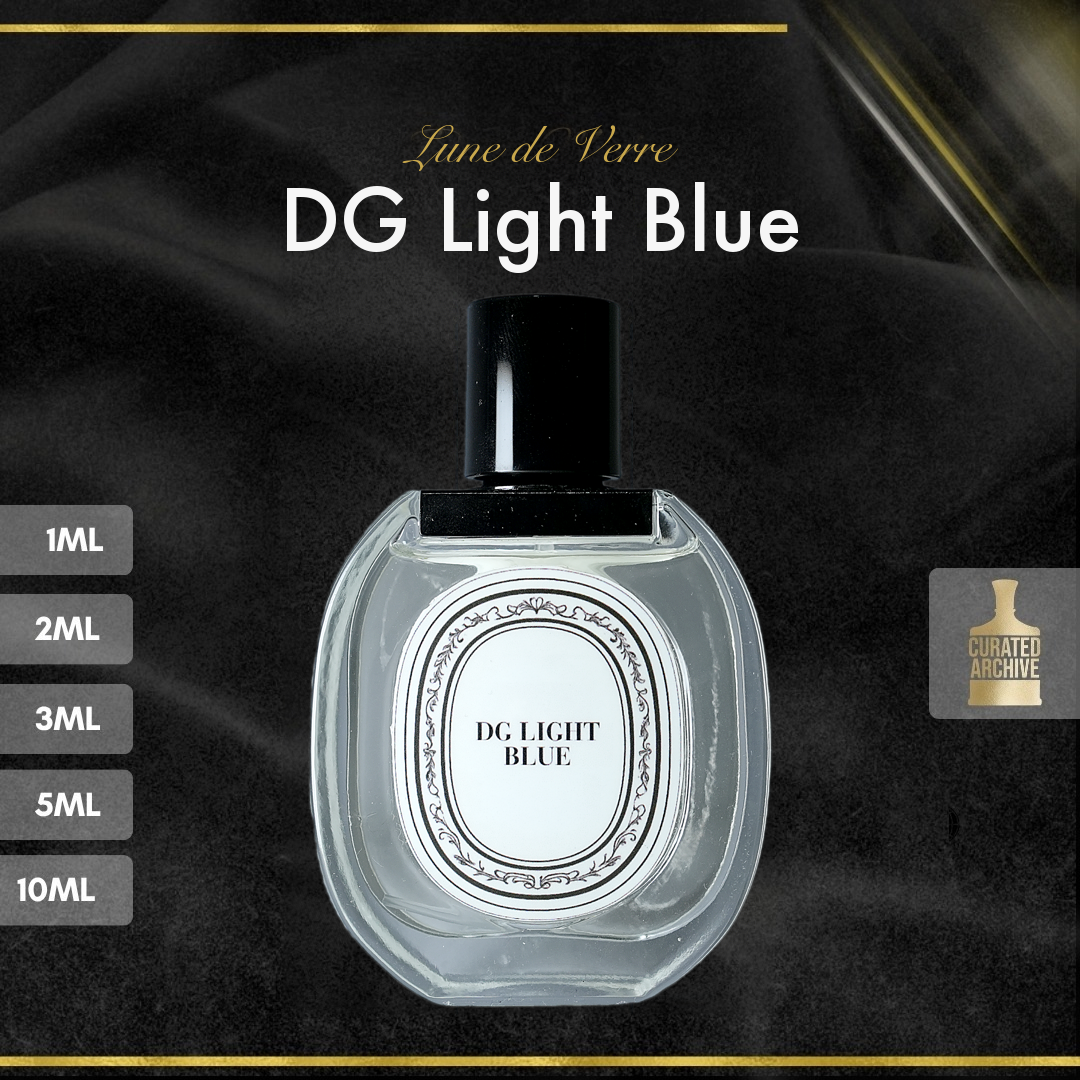 Lune de Verre
DG Light Blue
DG LIGHT
BLUE
1ML
2ML
3ML
5ML
10ML
CURATED
ARCHIVE